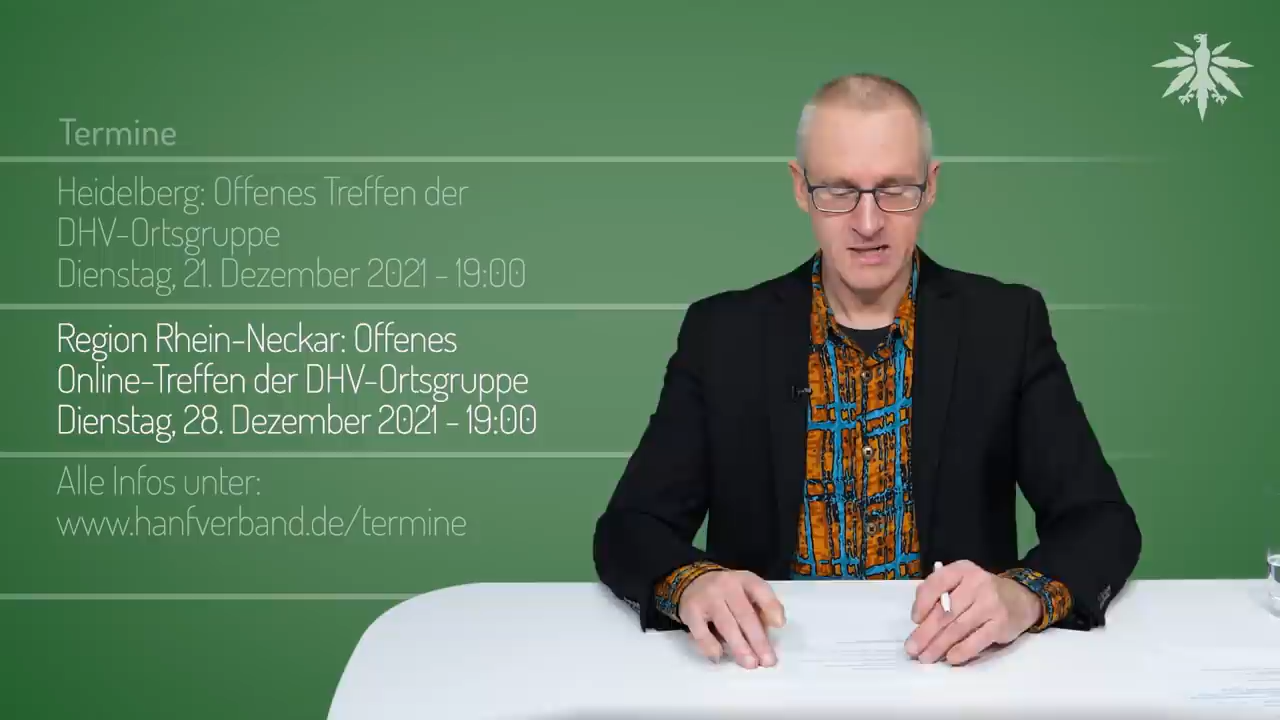 Termine
Heidelberg: Offenes Treffen der
DHV-Ortsgruppe
Dienstag, 21. Dezember 2021 - 19:00
Region Rhein-Neckar: Offenes
Online-Treffen der DHV-Ortsgruppe
Dienstag, 28. Dezember 2021 - 19:00
Alle Infos unter:
www.hanfverband.de/termine